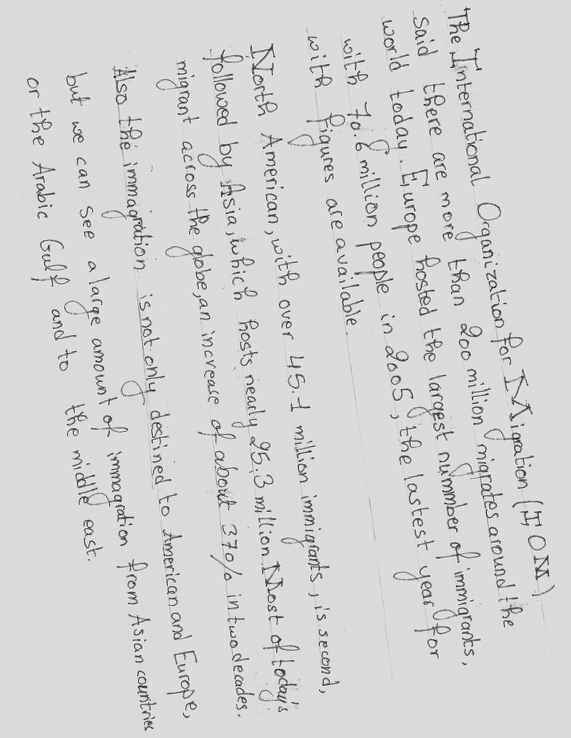 The International Organization for Migration (IOM)
said there are more than 200 million migrates around the
world today. Europe hosted the largest nummber of immigrants,
with 70.6 million people in 2005, the lastest year for
with figures are available.
North American, with over 45.1 million immigrants, is second,
followed by Asia, which hosts nearly 25.3 million. Most of today's
migrant across the globe, an increase of about 37% in two decades.
Also the immagration is not only destined to American and Europe,
but we can see a large amount of immagration from Asian countries
or the Arabic Gulf and to the middle east.